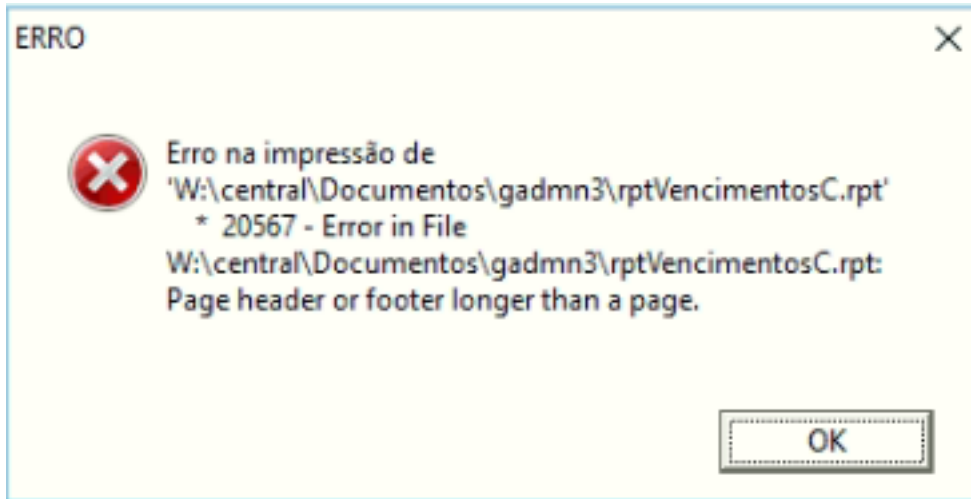 ERRO
Erro na impressão de
'W:\central\Documentos\gadmn3\rptVencimentosC.rpt'
* 20567 - Error in File
W:\central\Documentos\gadmn3\rptVencimentosC.rpt:
Page header or footer longer than a page.
OK